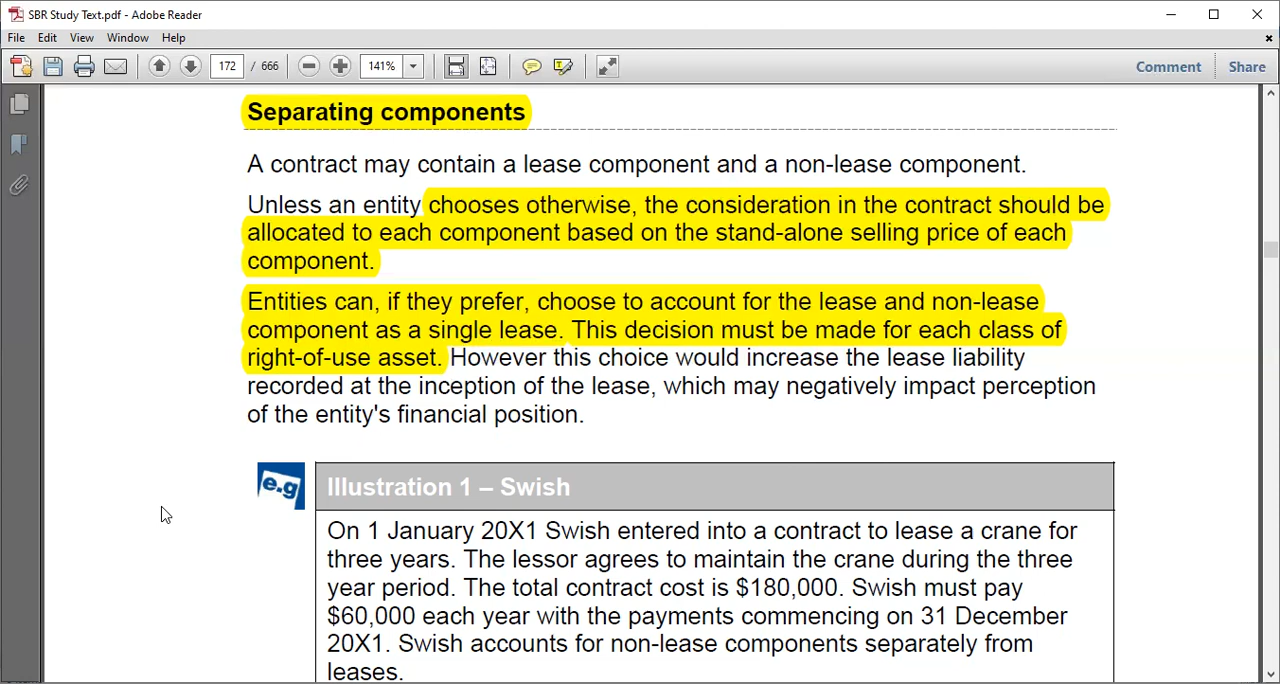 SBR Study Text.pdf - Adobe Reader
File Edit View Window Help
172 / 666 141% Comment Share
Separating components
A contract may contain a lease component and a non-lease component.
Unless an entity chooses otherwise, the consideration in the contract should be
allocated to each component based on the stand-alone selling price of each
component.
Entities can, if they prefer, choose to account for the lease and non-lease
component as a single lease. This decision must be made for each class of
right-of-use asset. However this choice would increase the lease liability
recorded at the inception of the lease, which may negatively impact perception
of the entity's financial position.
e.g Illustration 1 – Swish
On 1 January 20X1 Swish entered into a contract to lease a crane for
three years. The lessor agrees to maintain the crane during the three
year period. The total contract cost is $180,000. Swish must pay
$60,000 each year with the payments commencing on 31 December
20X1. Swish accounts for non-lease components separately from
leases.